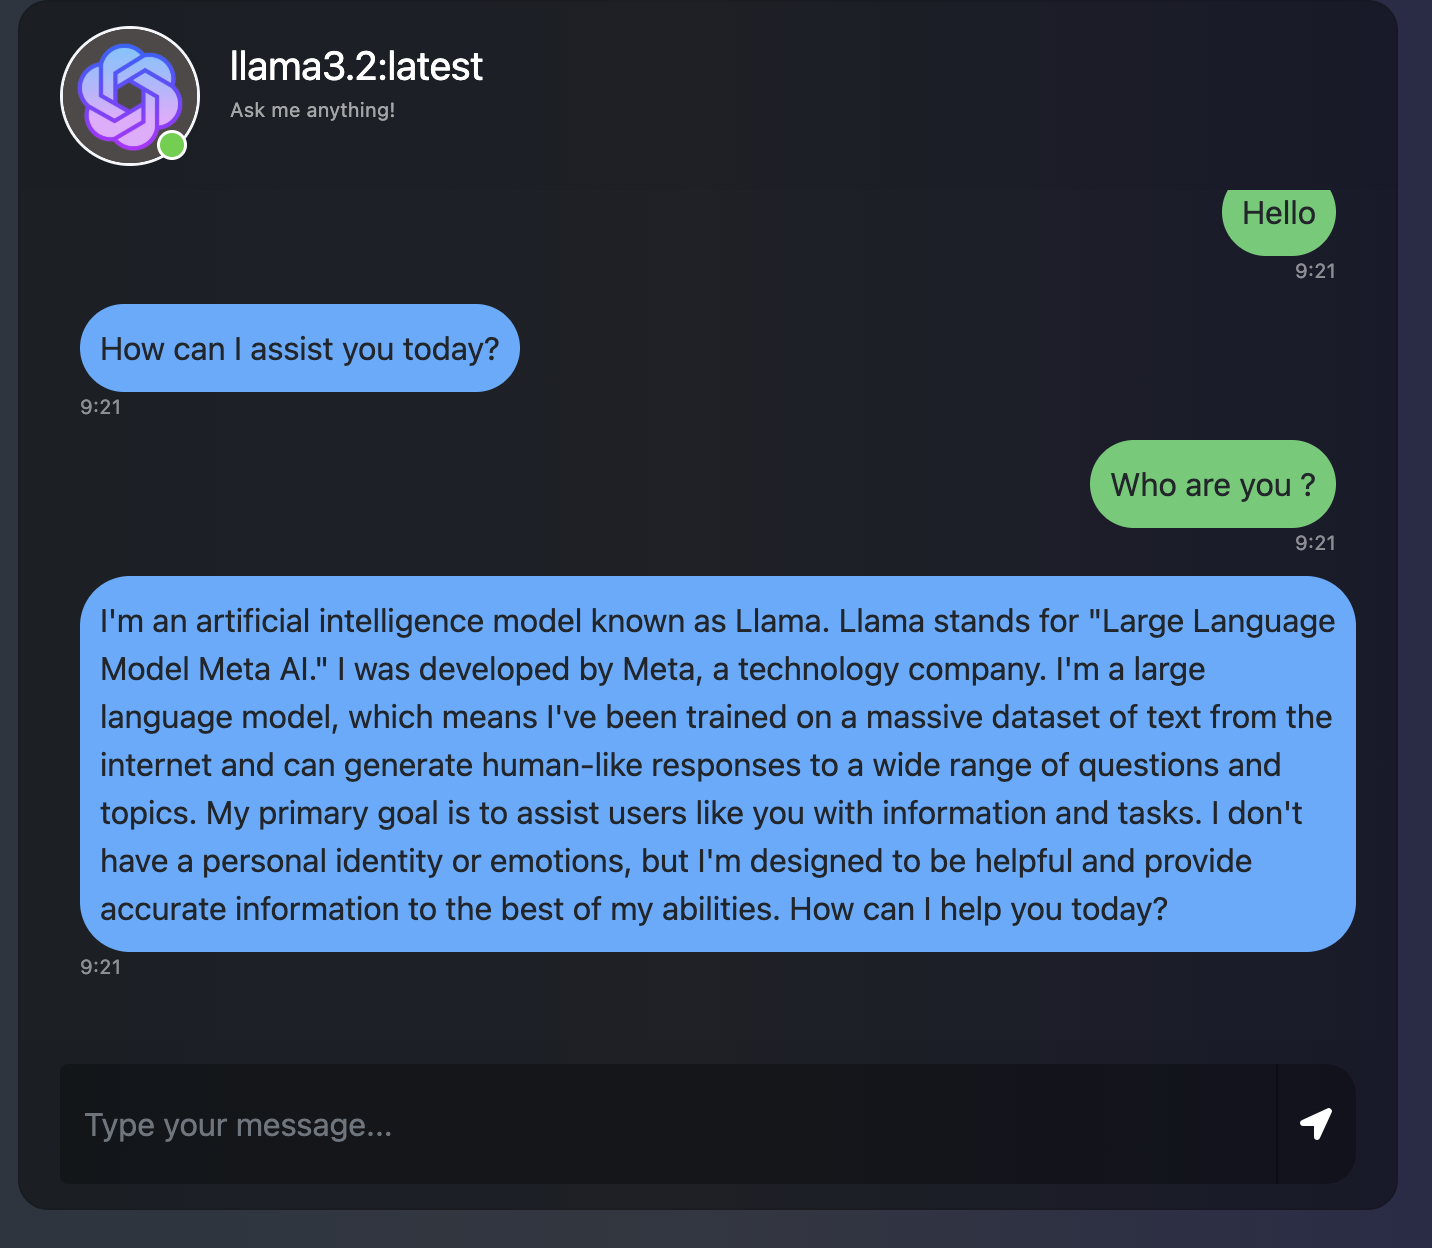 llama3.2:latest
Ask me anything!
Hello
9:21
How can I assist you today?
9:21
Who are you ?
9:21
I'm an artificial intelligence model known as Llama. Llama stands for "Large Language
Model Meta AI." I was developed by Meta, a technology company. I'm a large
language model, which means I've been trained on a massive dataset of text from the
internet and can generate human-like responses to a wide range of questions and
topics. My primary goal is to assist users like you with information and tasks. I don't
have a personal identity or emotions, but I'm designed to be helpful and provide
accurate information to the best of my abilities. How can I help you today?
9:21
Type your message...